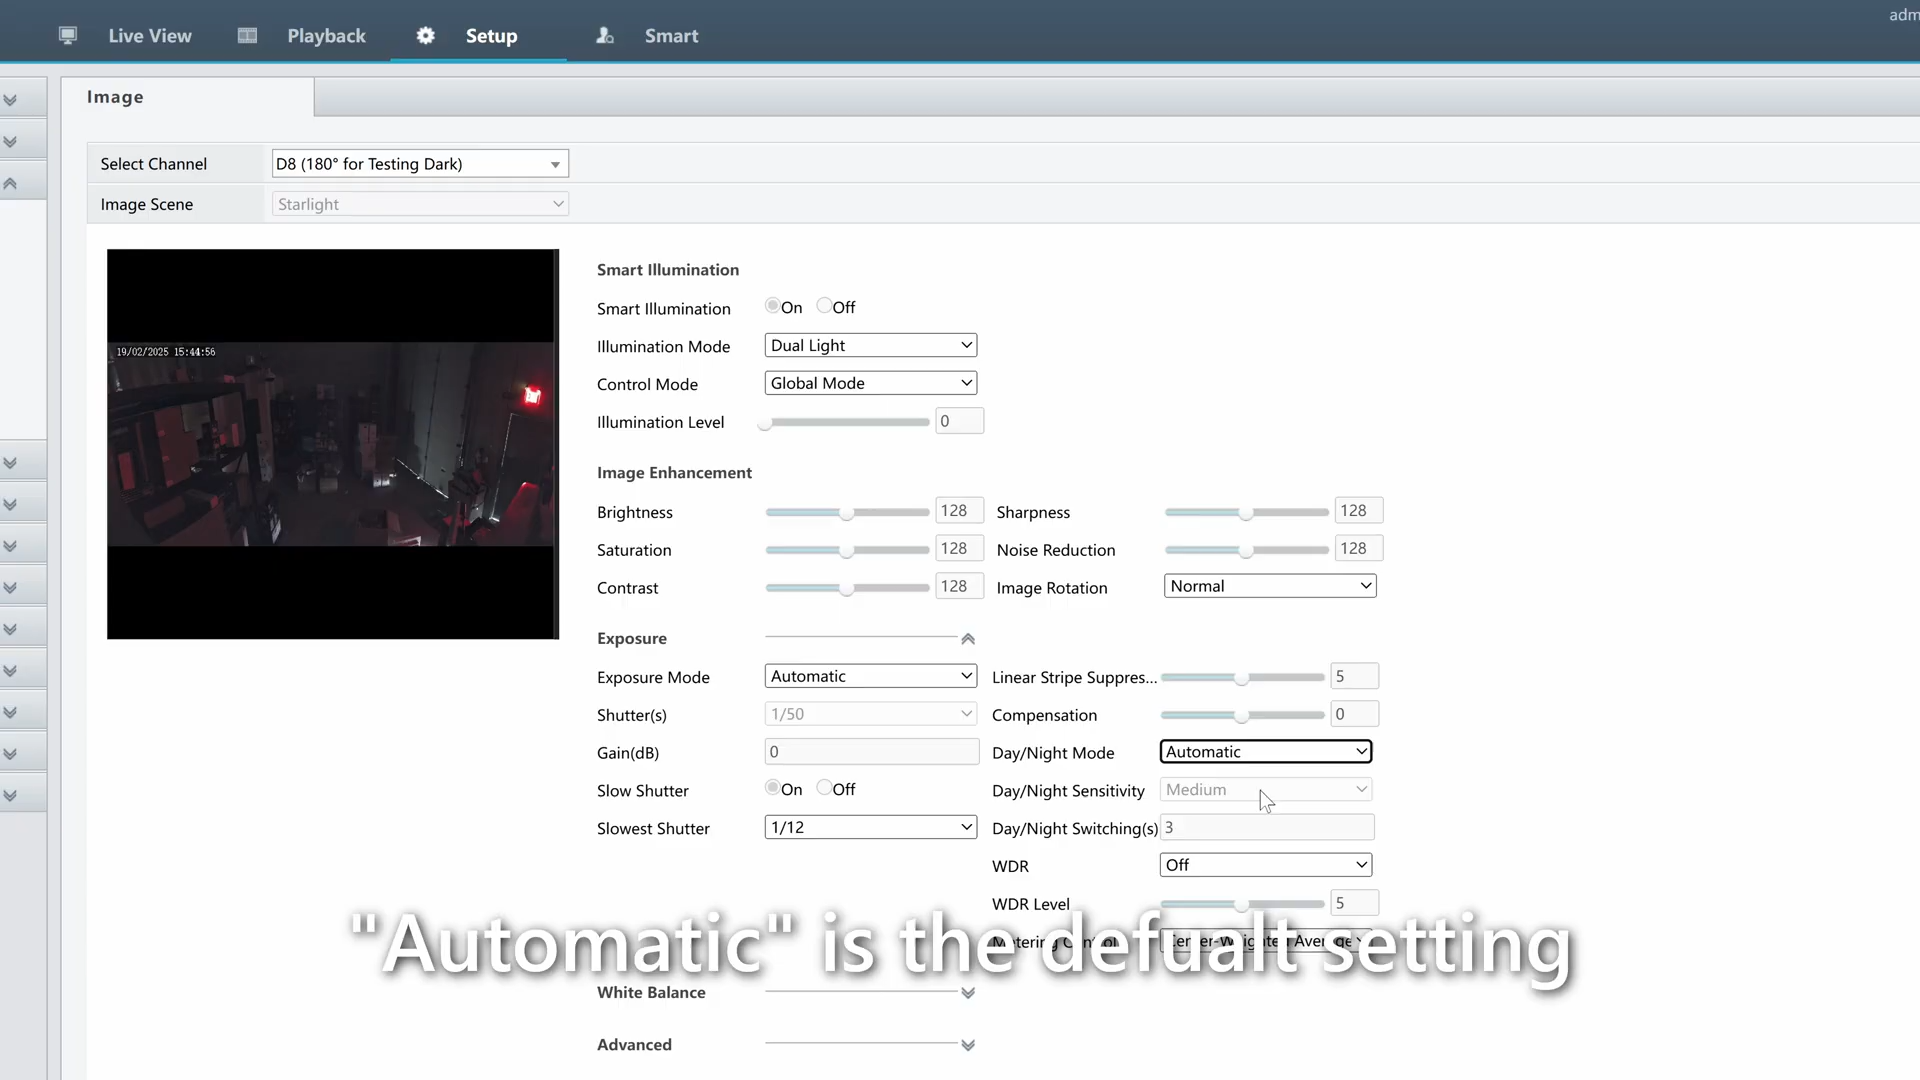 adm
Live View
Playback
Setup
Smart
Image
Select Channel D8 (180° for Testing Dark)
Image Scene Starlight
19/02/2025 15:44:56
Smart Illumination
Smart Illumination On Off
Illumination Mode Dual Light
Control Mode Global Mode
Illumination Level 0
Image Enhancement
Brightness 128 Sharpness 128
Saturation 128 Noise Reduction 128
Contrast 128 Image Rotation Normal
Exposure
Exposure Mode Automatic Linear Stripe Suppres... 5
Shutter(s) 1/50 Compensation 0
Gain(dB) 0 Day/Night Mode Automatic
Slow Shutter On Off Day/Night Sensitivity Medium
Slowest Shutter 1/12 Day/Night Switching(s) 3
WDR Off
WDR Level 5
Metering Control Center-Weighted Average
"Automatic" is the defualt setting
White Balance
Advanced